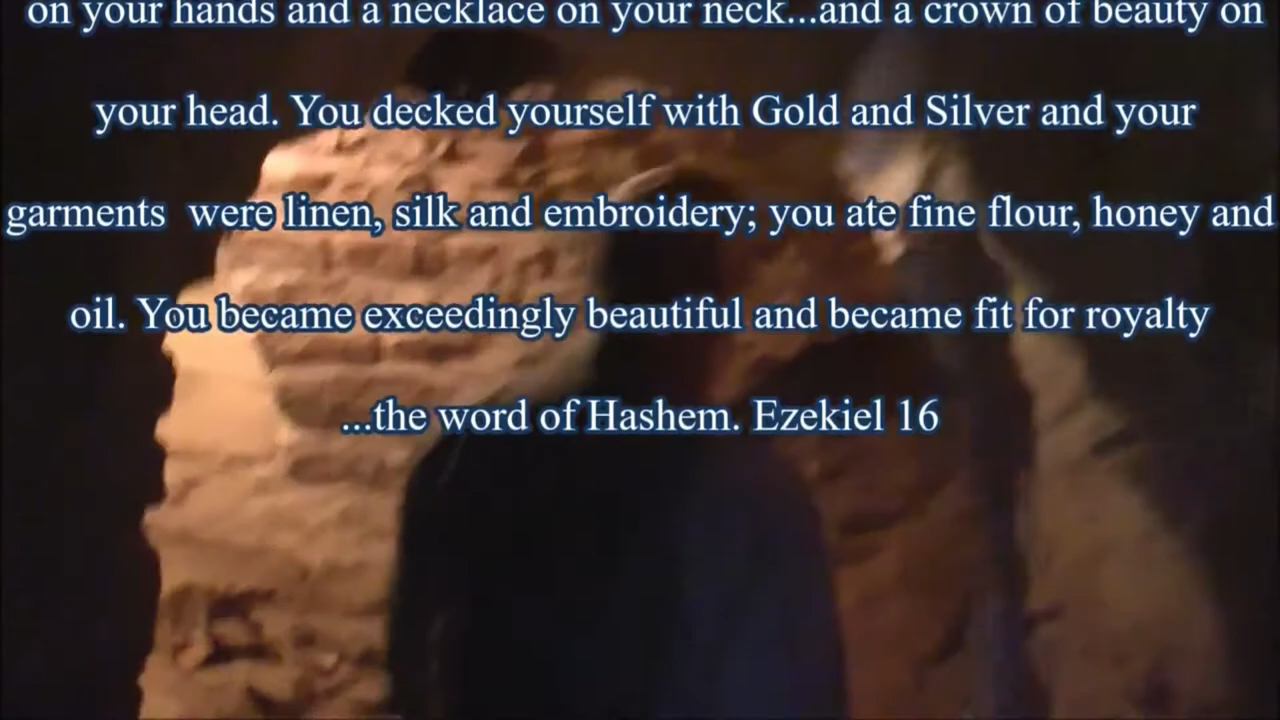 on your hands and a necklace on your neck...and a crown of beauty on
your head. You decked yourself with Gold and Silver and your
garments were linen, silk and embroidery; you ate fine flour, honey and
oil. You became exceedingly beautiful and became fit for royalty
...the word of Hashem. Ezekiel 16